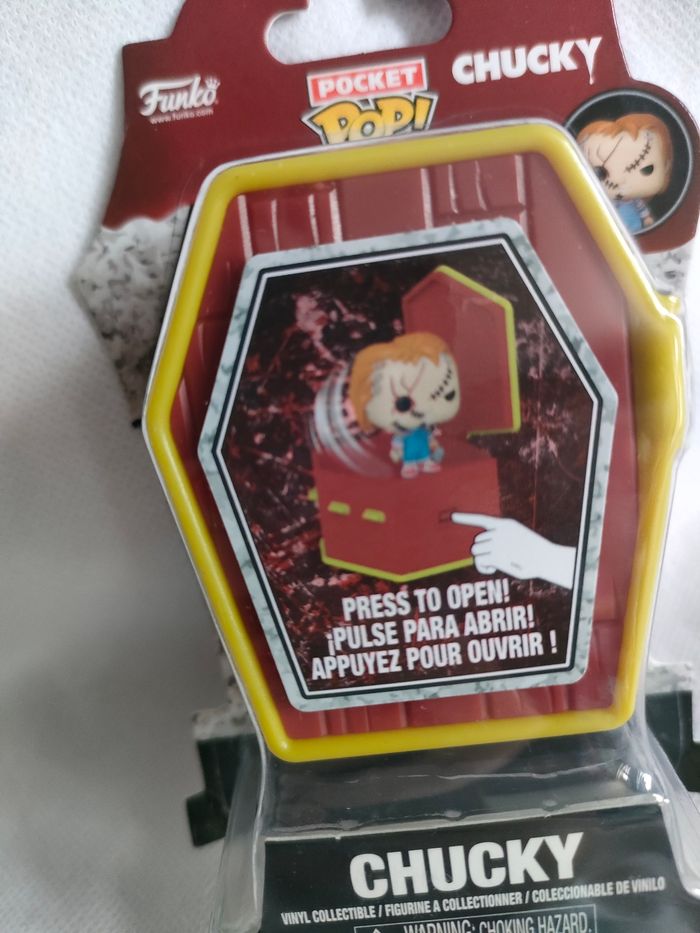 Funko
www.funko.com
POCKET
POP!
CHUCKY
PRESS TO OPEN!
¡PULSE PARA ABRIR!
APPUYEZ POUR OUVRIR !
CHUCKY
VINYL COLLECTIBLE / FIGURINE A COLLECTIONNER / COLECCIONABLE DE VINILO
WARNING: CHOKING HAZARD.